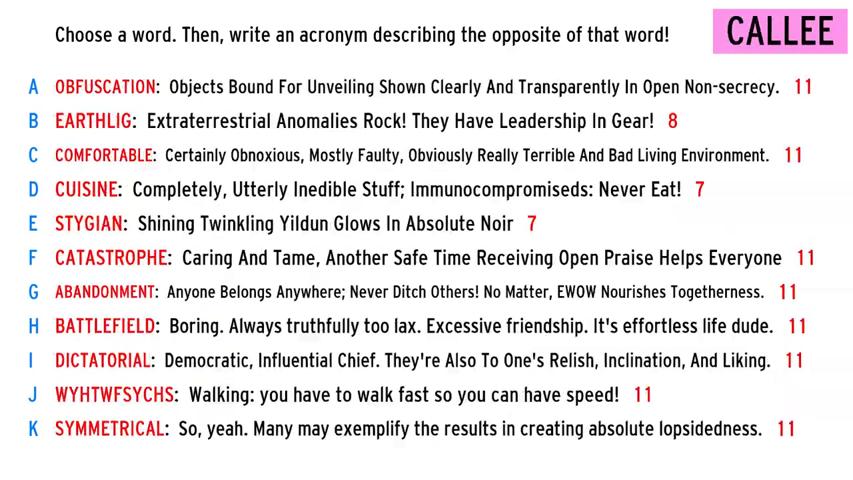 Choose a word. Then, write an acronym describing the opposite of that word!
CALLEE
A OBFUSCATION: Objects Bound For Unveiling Shown Clearly And Transparently In Open Non-secrecy. 11
B EARTHLIG: Extraterrestrial Anomalies Rock! They Have Leadership In Gear! 8
C COMFORTABLE: Certainly Obnoxious, Mostly Faulty, Obviously Really Terrible And Bad Living Environment. 11
D CUISINE: Completely, Utterly Inedible Stuff; Immunocompromiseds: Never Eat! 7
E STYGIAN: Shining Twinkling Yildun Glows In Absolute Noir 7
F CATASTROPHE: Caring And Tame, Another Safe Time Receiving Open Praise Helps Everyone 11
G ABANDONMENT: Anyone Belongs Anywhere; Never Ditch Others! No Matter, EWOW Nourishes Togetherness. 11
H BATTLEFIELD: Boring. Always truthfully too lax. Excessive friendship. It's effortless life dude. 11
I DICTATORIAL: Democratic, Influential Chief. They're Also To One's Relish, Inclination, And Liking. 11
J WYHTWFSYCHS: Walking: you have to walk fast so you can have speed! 11
K SYMMETRICAL: So, yeah. Many may exemplify the results in creating absolute lopsidedness. 11